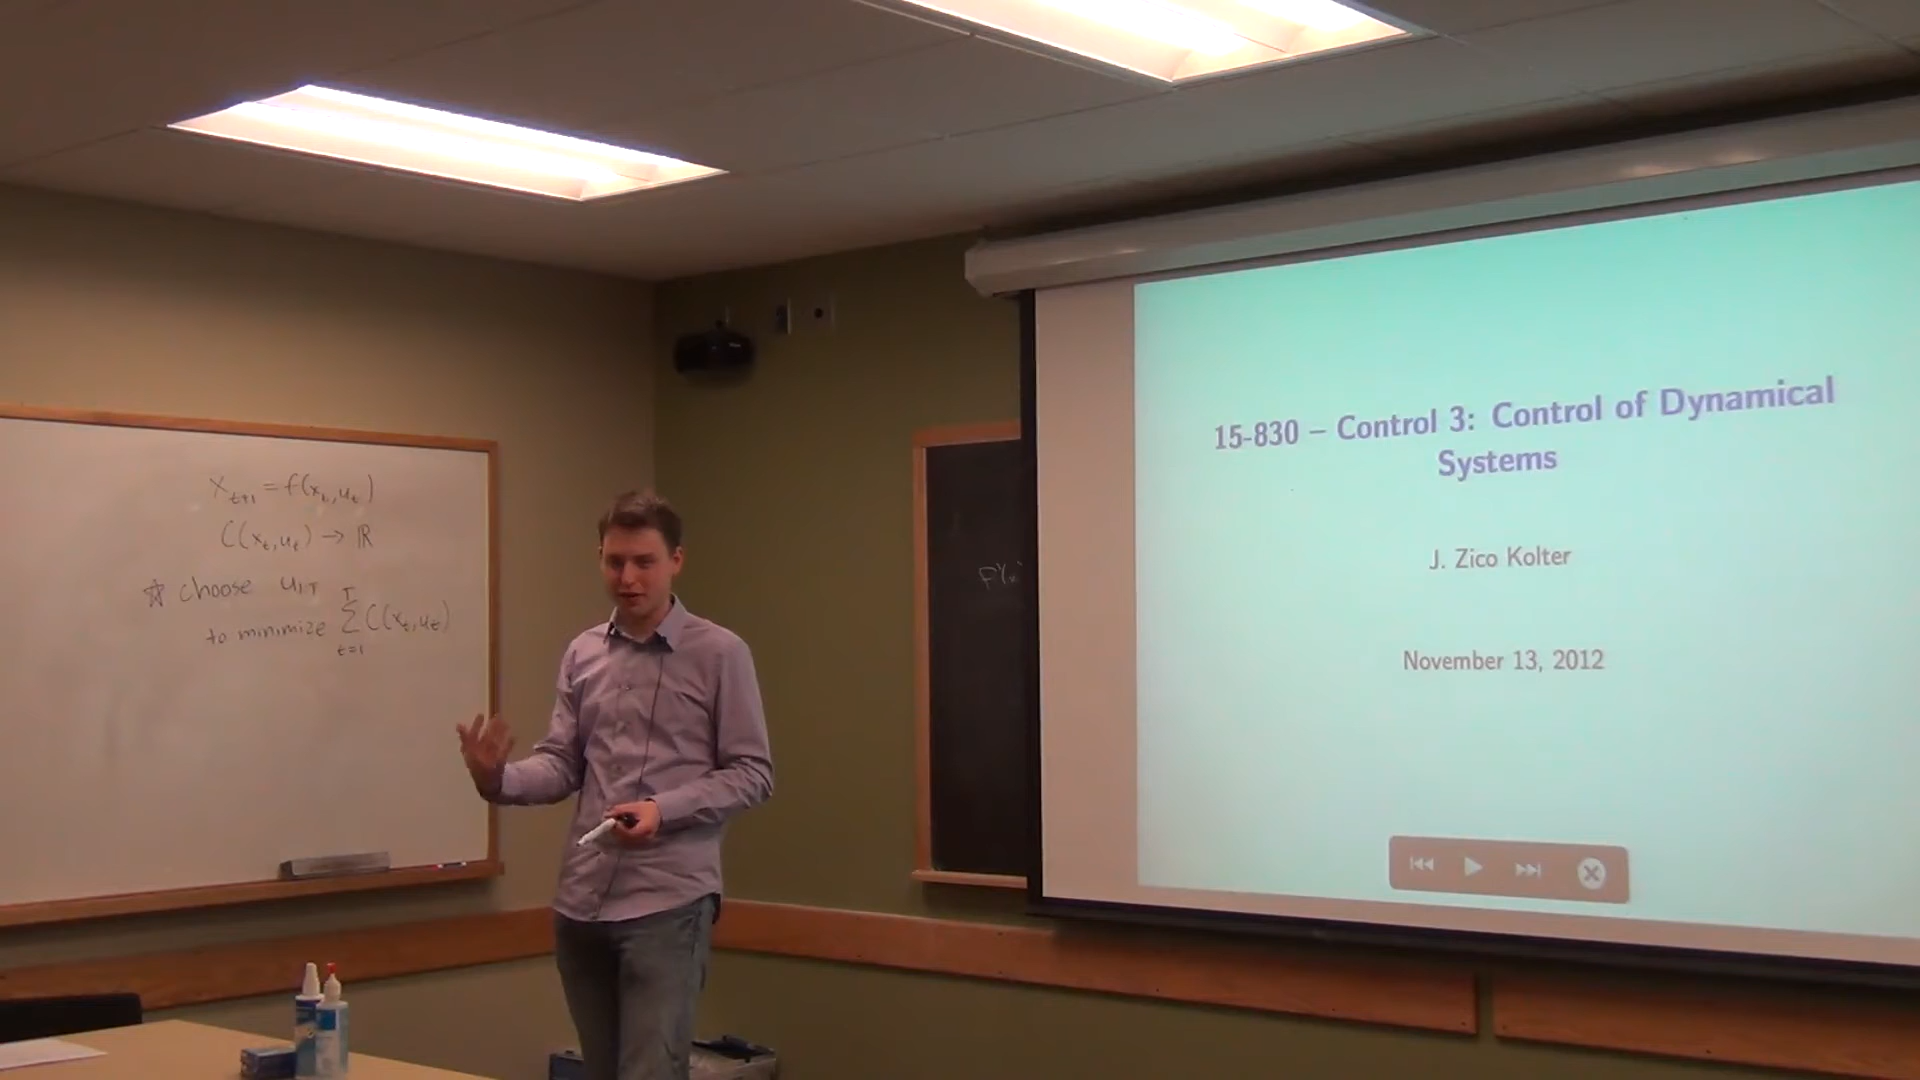 x_{t+1} = f(x_t, u_t)
C(x_t, u_t) → ℝ
☆ choose u_{1:T}
to minimize \sum_{t=1}^{T} C(x_t, u_t)
15-830 – Control 3: Control of Dynamical
Systems
J. Zico Kolter
November 13, 2012